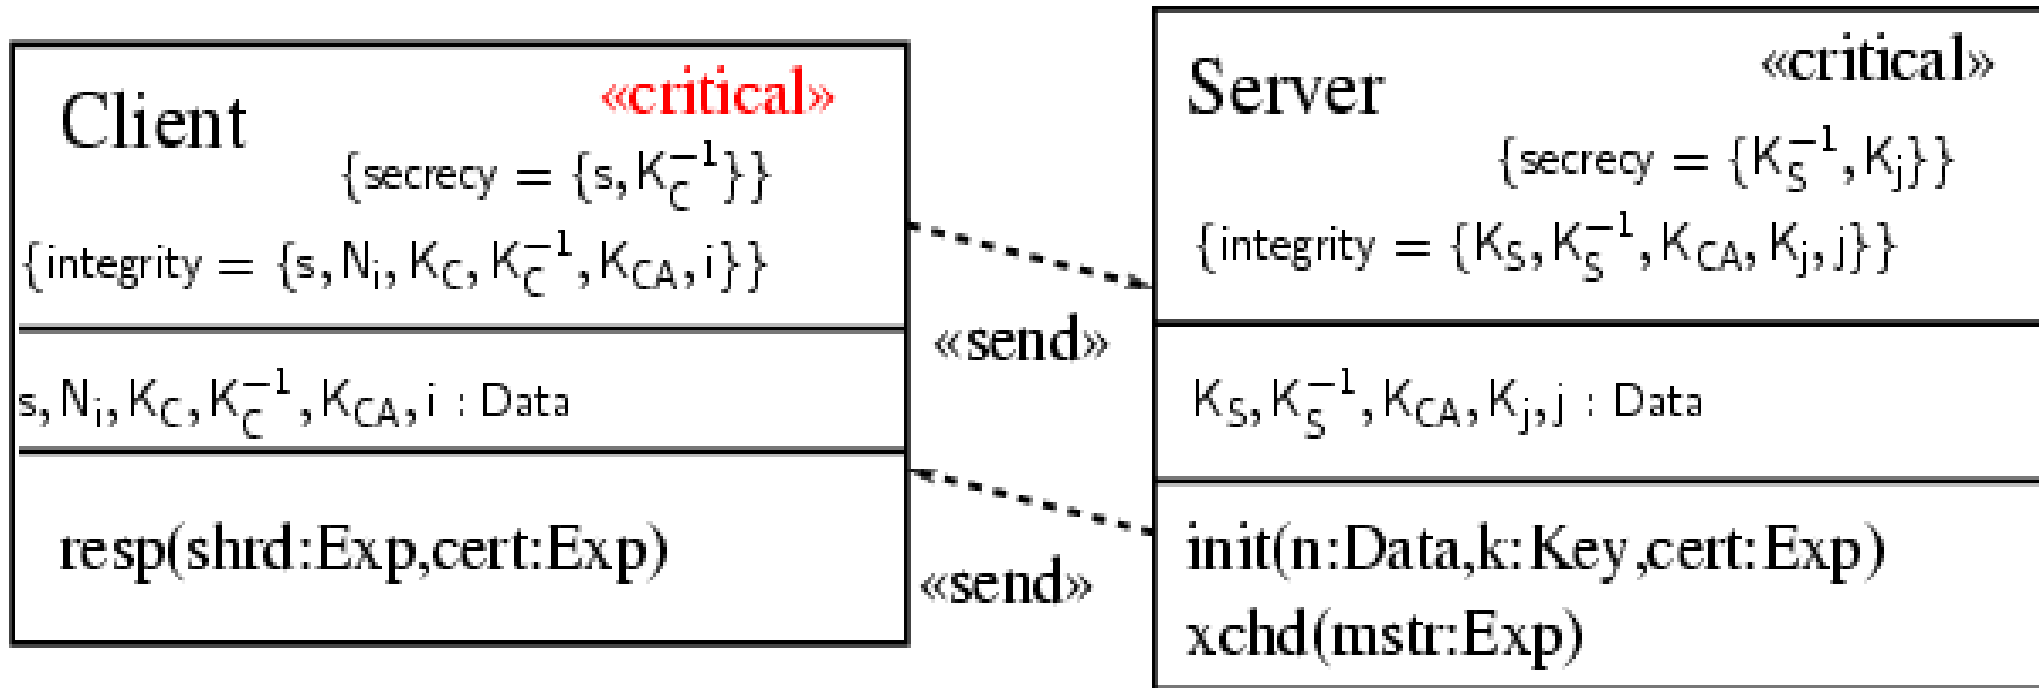 Client «critical»
{secrecy = {s, K_C^{-1}}}
{integrity = {s, N_i, K_C, K_C^{-1}, K_CA, i}}
s, N_i, K_C, K_C^{-1}, K_CA, i : Data
resp(shrd:Exp,cert:Exp)
«send»
«send»
Server «critical»
{secrecy = {K_S^{-1}, K_j}}
{integrity = {K_S, K_S^{-1}, K_CA, K_j, j}}
K_S, K_S^{-1}, K_CA, K_j, j : Data
init(n:Data,k:Key,cert:Exp)
xchd(mstr:Exp)